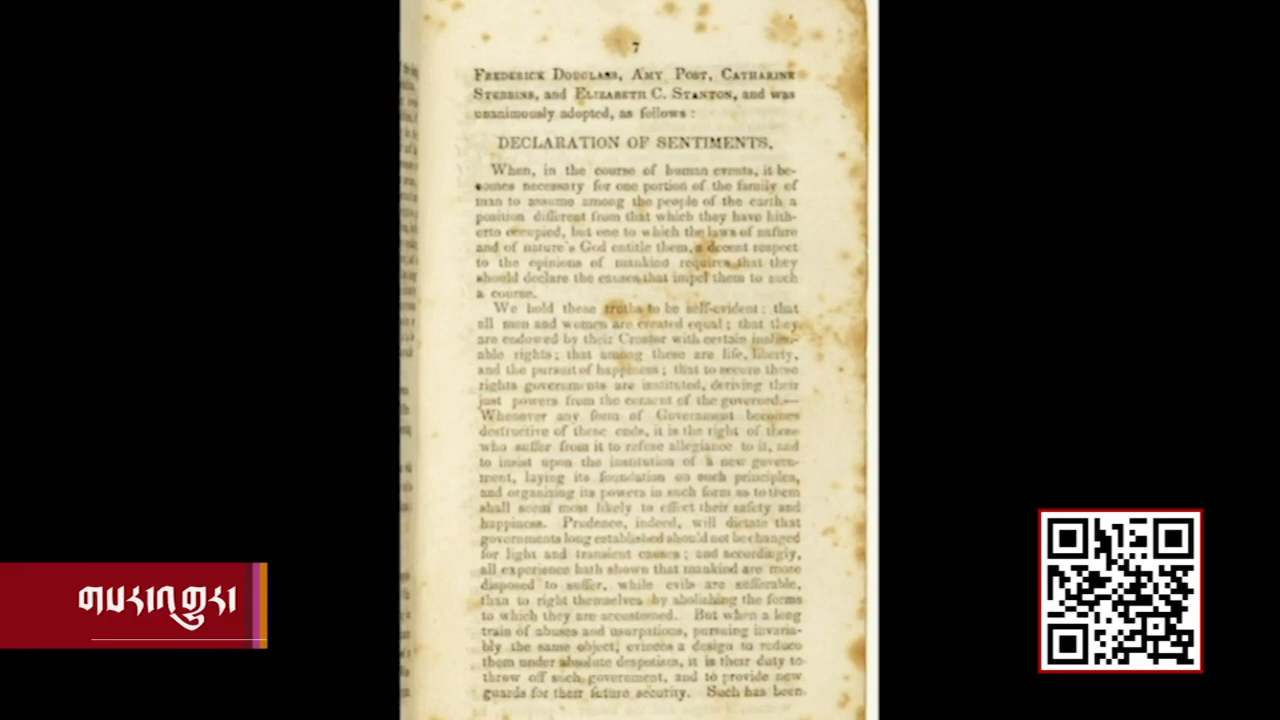 7
FREDERICK DOUGLASS, AMY POST, CATHARINE
STEBBINS, and ELIZABETH C. STANTON, and was
unanimously adopted, as follows :
DECLARATION OF SENTIMENTS.
When, in the course of human events, it be-
comes necessary for one portion of the family of
man to assume among the people of the earth a
position different from that which they have hith-
erto occupied, but one to which the laws of nature
and of nature's God entitle them, a decent respect
to the opinions of mankind requires that they
should declare the causes that impel them to such
a course.
We hold these truths to be self-evident: that
all men and women are created equal; that they
are endowed by their Creator with certain inalien-
able rights; that among these are life, liberty,
and the pursuit of happiness; that to secure these
rights governments are instituted, deriving their
just powers from the consent of the governed.—
Whenever any form of Government becomes
destructive of these ends, it is the right of those
who suffer from it to refuse allegiance to it, and
to insist upon the institution of a new govern-
ment, laying its foundation on such principles,
and organizing its powers in such form as to them
shall seem most likely to effect their safety and
happiness. Prudence, indeed, will dictate that
governments long established should not be changed
for light and transient causes; and accordingly,
all experience hath shown that mankind are more
disposed to suffer, while evils are sufferable,
than to right themselves by abolishing the forms
to which they are accustomed. But when a long
train of abuses and usurpations, pursuing invaria-
bly the same object, evinces a design to reduce
them under absolute despotism, it is their duty to
throw off such government, and to provide new
guards for their future security. Such has been